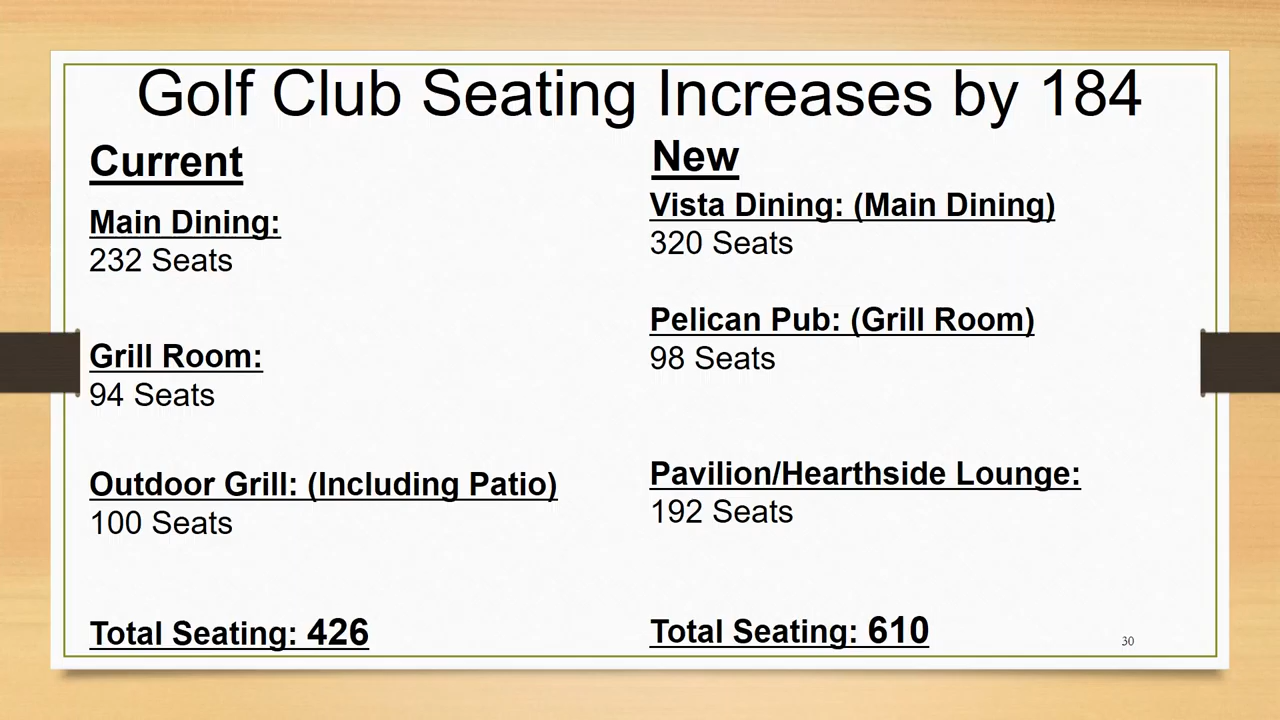 Golf Club Seating Increases by 184
Current
Main Dining:
232 Seats
Grill Room:
94 Seats
Outdoor Grill: (Including Patio)
100 Seats
Total Seating: 426
New
Vista Dining: (Main Dining)
320 Seats
Pelican Pub: (Grill Room)
98 Seats
Pavilion/Hearthside Lounge:
192 Seats
Total Seating: 610
30